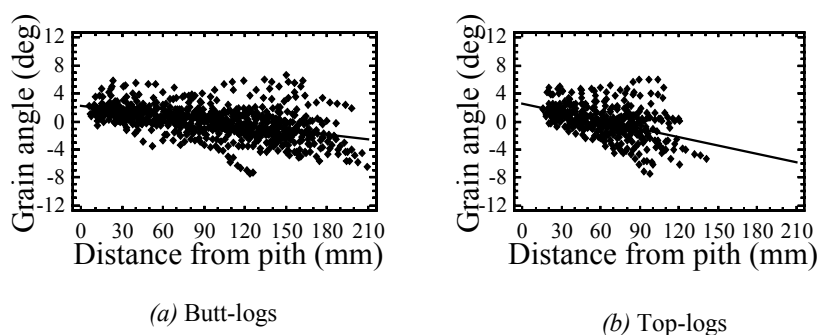 Grain angle (deg)
12
8
4
0
-4
-8
-12
0 30 60 90 120 150 180 210
Distance from pith (mm)
(a) Butt-logs
Grain angle (deg)
12
8
4
0
-4
-8
-12
0 30 60 90 120 150 180 210
Distance from pith (mm)
(b) Top-logs